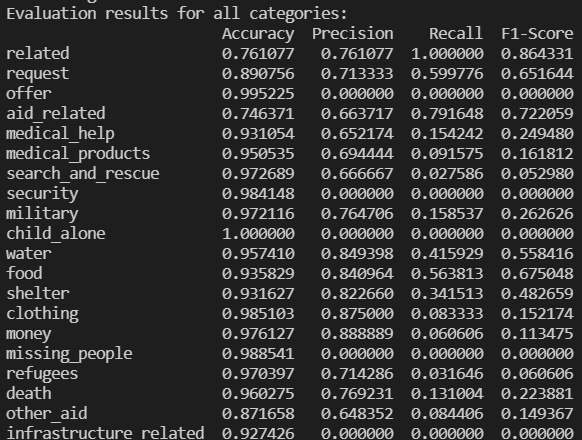 Evaluation results for all categories:
Accuracy Precision Recall F1-Score
related 0.761077 0.761077 1.000000 0.864331
request 0.890756 0.713333 0.599776 0.651644
offer 0.995225 0.000000 0.000000 0.000000
aid_related 0.746371 0.663717 0.791648 0.722059
medical_help 0.931054 0.652174 0.154242 0.249480
medical_products 0.950535 0.694444 0.091575 0.161812
search_and_rescue 0.972689 0.666667 0.027586 0.052980
security 0.984148 0.000000 0.000000 0.000000
military 0.972116 0.764706 0.158537 0.262626
child_alone 1.000000 0.000000 0.000000 0.000000
water 0.957410 0.849398 0.415929 0.558416
food 0.935829 0.840964 0.563813 0.675048
shelter 0.931627 0.822660 0.341513 0.482659
clothing 0.985103 0.875000 0.083333 0.152174
money 0.976127 0.888889 0.060606 0.113475
missing_people 0.988541 0.000000 0.000000 0.000000
refugees 0.970397 0.714286 0.031646 0.060606
death 0.960275 0.769231 0.131004 0.223881
other_aid 0.871658 0.648352 0.084406 0.149367
infrastructure_related 0.927426 0.000000 0.000000 0.000000